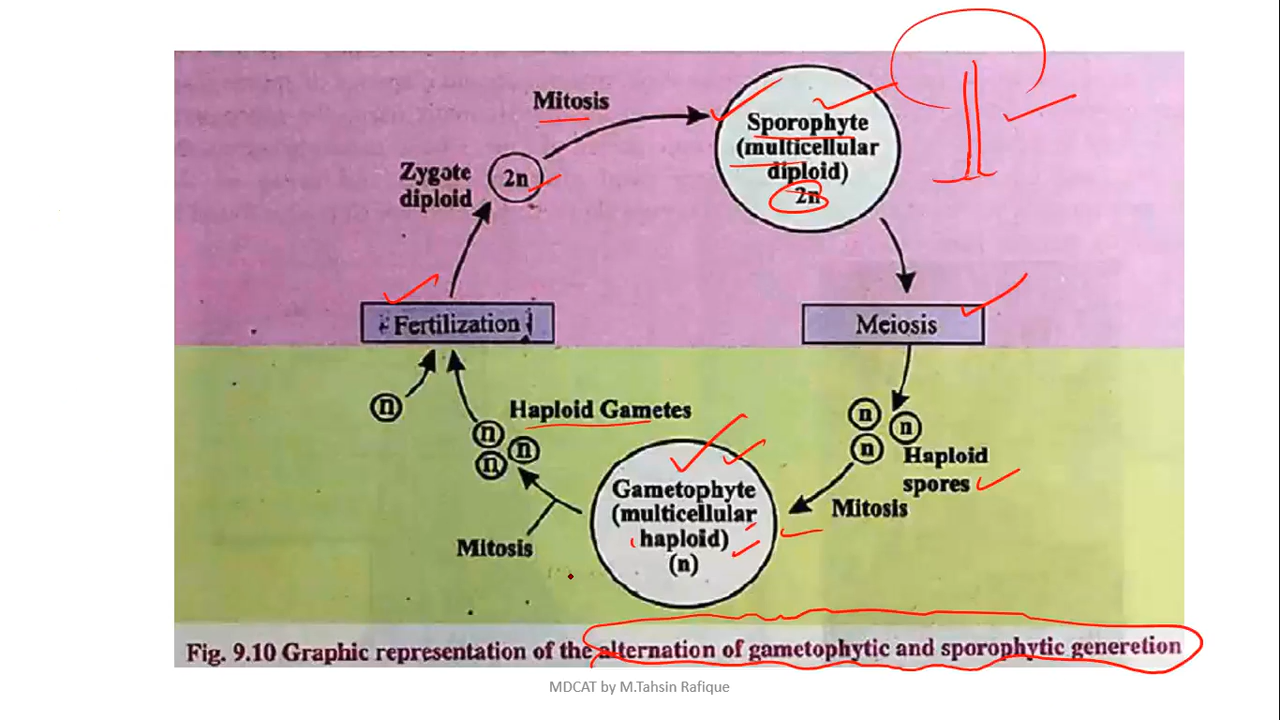 Mitosis
Sporophyte
(multicellular
diploid)
2n
Zygote
diploid
2n
Fertilization
Meiosis
n
Haploid Gametes
n
n
n
n
n
n
Haploid
spores
Gametophyte
(multicellular
haploid)
(n)
Mitosis
Mitosis
Fig. 9.10 Graphic representation of the alternation of gametophytic and sporophytic generetion
MDCAT by M.Tahsin Rafique